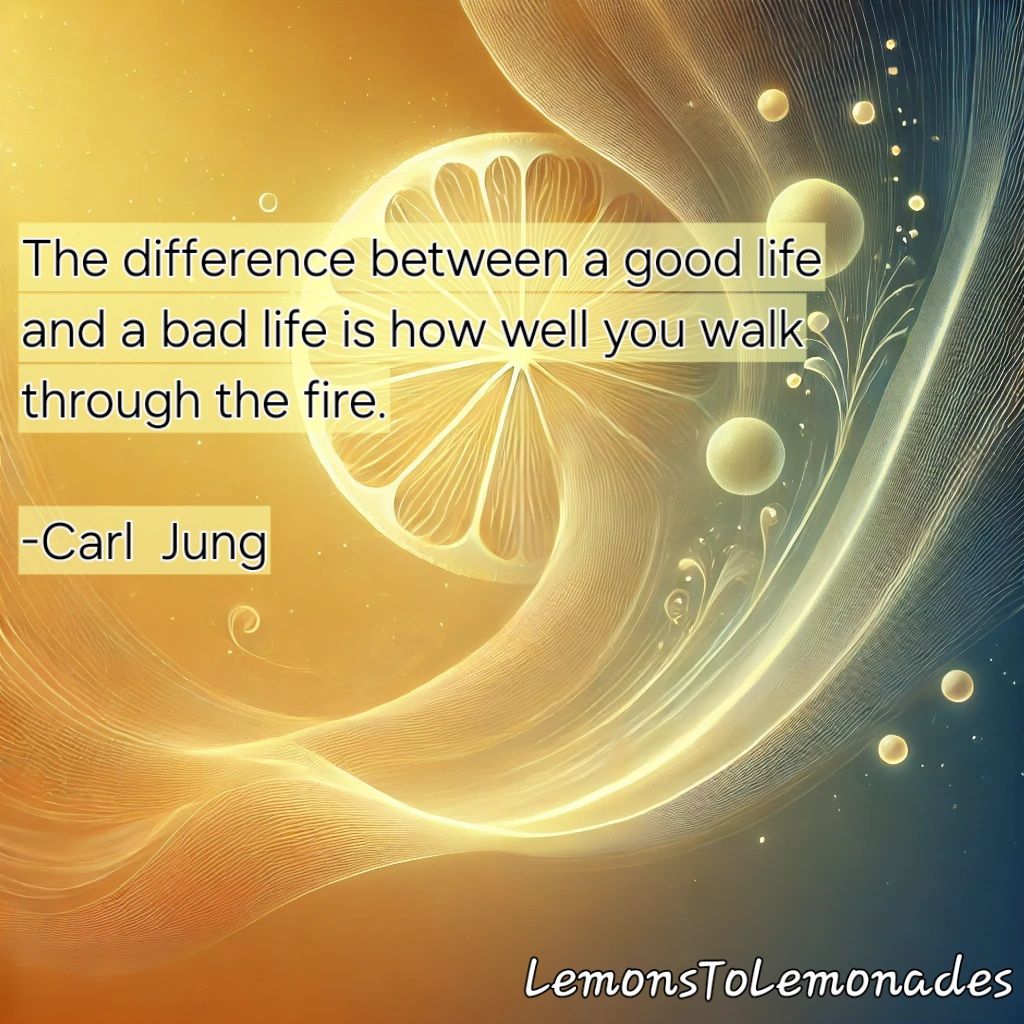 The difference between a good life
and a bad life is how well you walk
through the fire.
-Carl  Jung
LemonsToLemonades